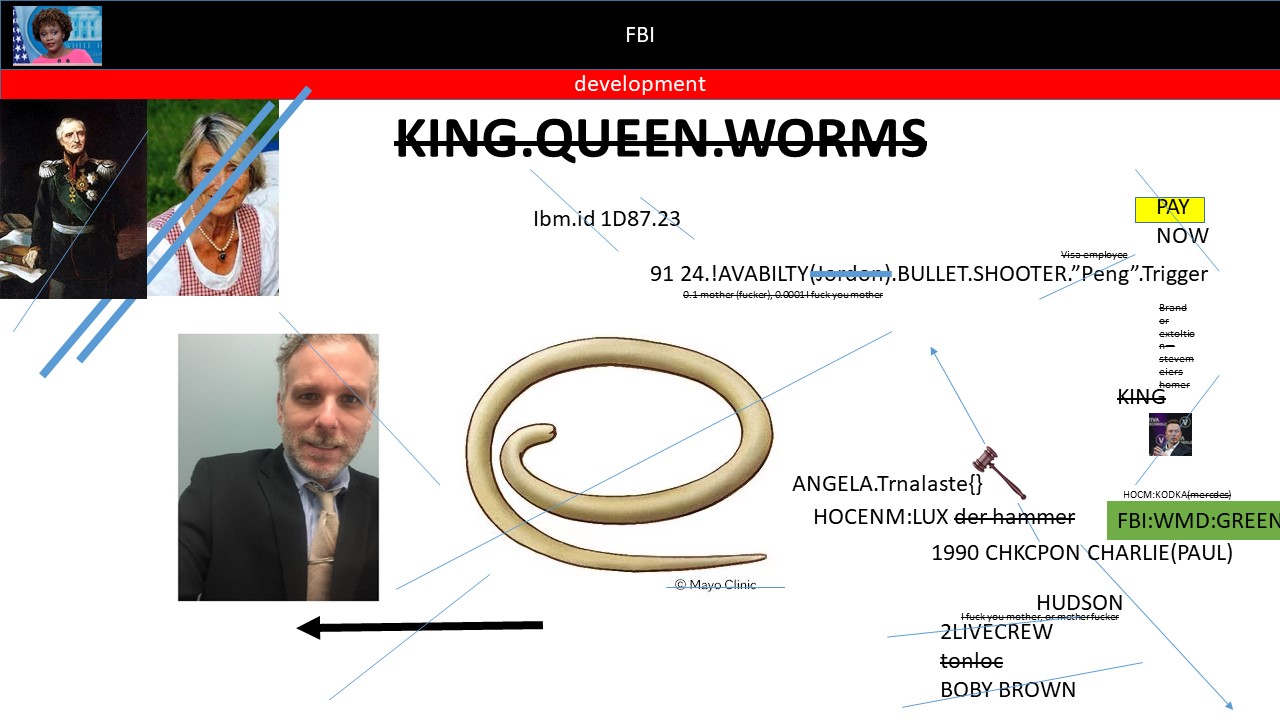 FBI
development
KING.QUEEN.WORMS
Ibm.id 1D87.23
PAY
NOW
Visa employee
91 24.!AVABILTY(Jordon).BULLET.SHOOTER.”Peng”.Trigger
0.1 mother (fucker), 0.0001 I fuck you mother
Brand
or
extoltio
n—
stevem
eiers
homer
KING
ANGELA.Trnalaste{}
HOCM:KODKA(mercdes)
HOCENM:LUX der hammer
FBI:WMD:GREEN
1990 CHKCPON CHARLIE(PAUL)
© Mayo Clinic
HUDSON
I fuck you mother, or mother fucker
2LIVECREW
tonloc
BOBY BROWN